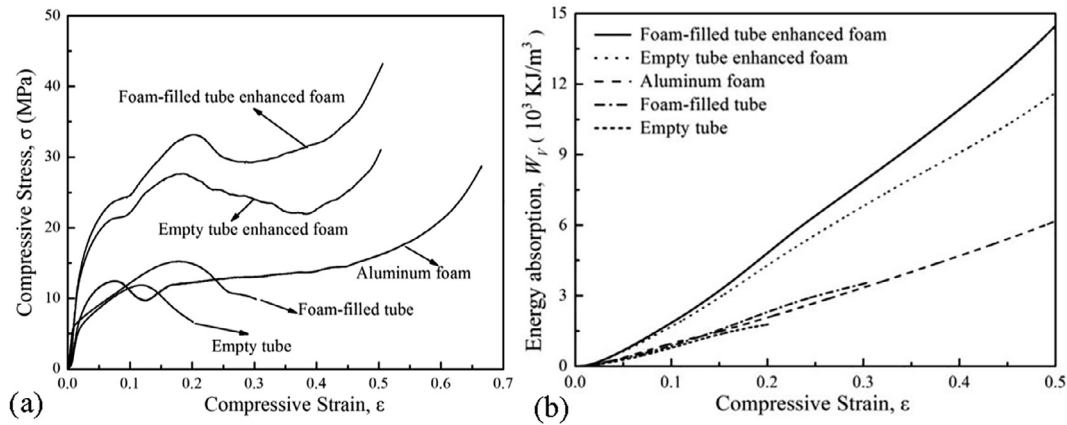 50
40
30
20
10
0
Compressive Stress, σ (MPa)
Foam-filled tube enhanced foam
Empty tube enhanced foam
Aluminum foam
Foam-filled tube
Empty tube
0.0 0.1 0.2 0.3 0.4 0.5 0.6 0.7
Compressive Strain, ε
(a)
15
12
9
6
3
0
Energy absorption, W_V ( 10³ KJ/m³ )
Foam-filled tube enhanced foam
Empty tube enhanced foam
Aluminum foam
Foam-filled tube
Empty tube
0.0 0.1 0.2 0.3 0.4 0.5
Compressive Strain, ε
(b)